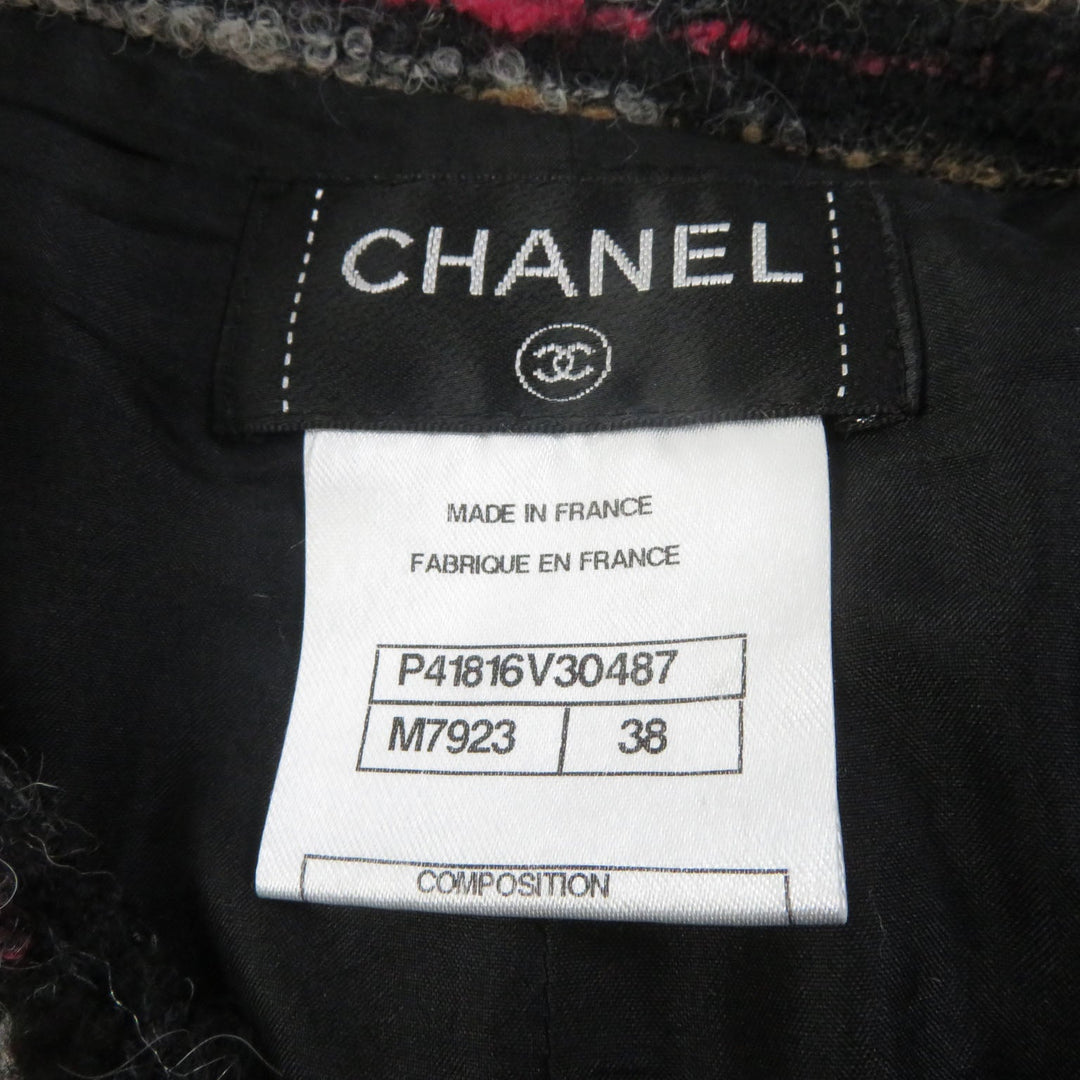 CHANEL
MADE IN FRANCE
FABRIQUE EN FRANCE
P41816V30487
M7923 38
COMPOSITION